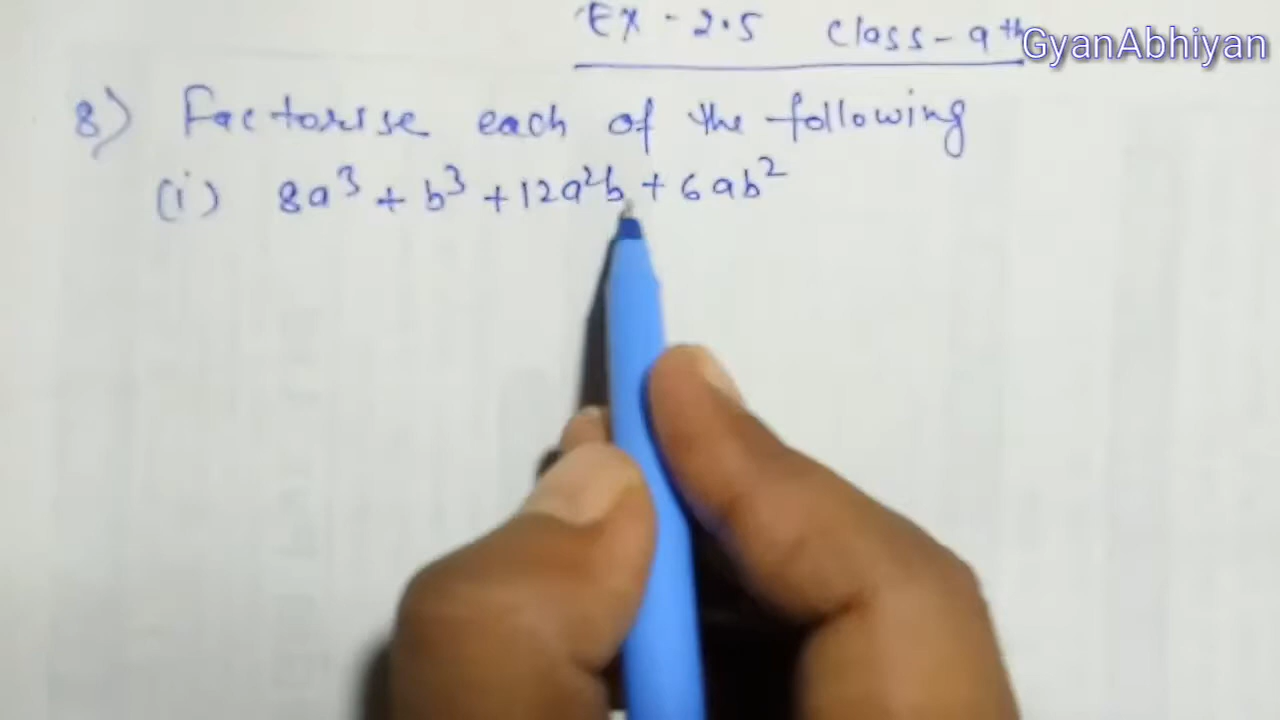 Ex - 2.5 Class - 9th
GyanAbhiyan
8) Factorise each of the following
(i) 8a³ + b³ + 12a²b + 6ab²